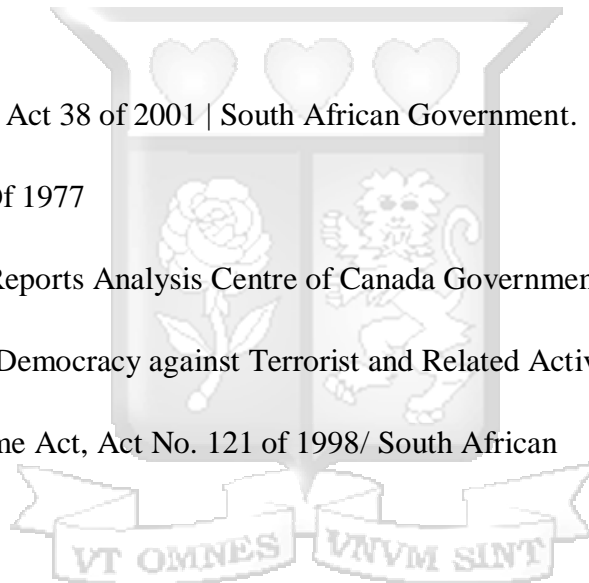 Act 38 of 2001 | South African Government.
Of 1977
Reports Analysis Centre of Canada Governmen
Democracy against Terrorist and Related Activ
me Act, Act No. 121 of 1998/ South African
VT OMNES VNVM SINT